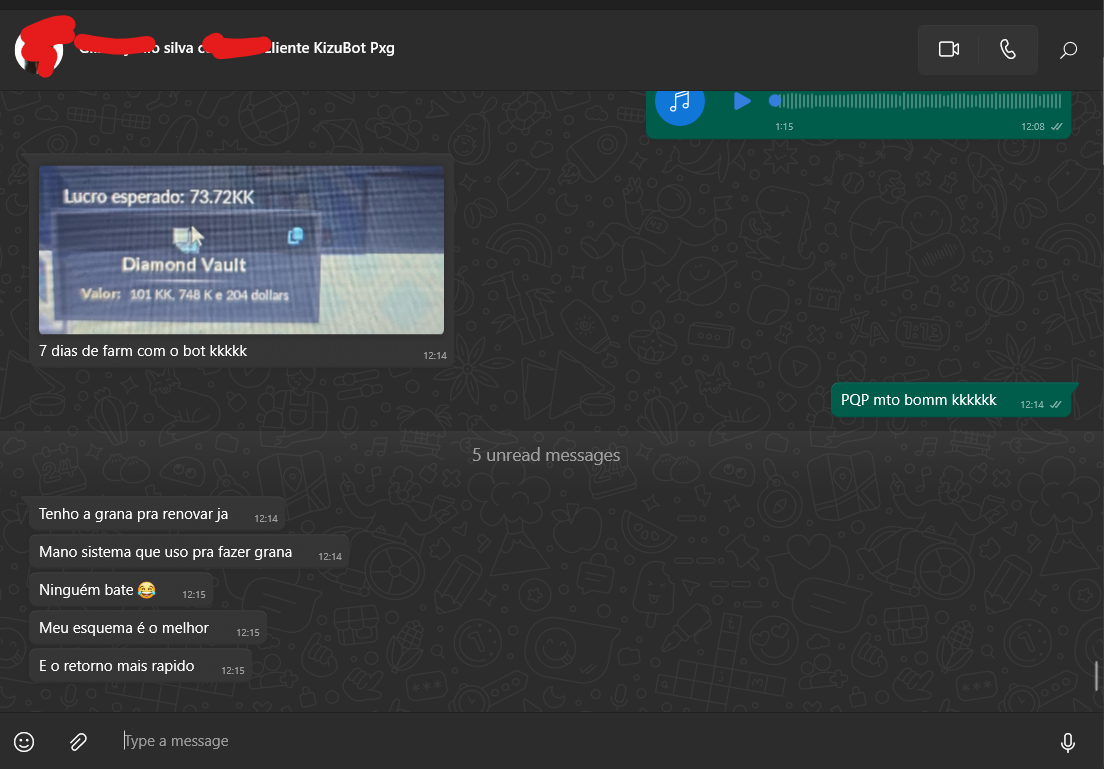 silva
Cliente KizuBot Pxg
1:15
12:08
Lucro esperado: 73.72KK
Diamond Vault
Valor: 101 KK, 748 K e 204 dollars
7 dias de farm com o bot kkkkk
12:14
PQP mto bomm kkkkkk
12:14
5 unread messages
Tenho a grana pra renovar ja
12:14
Mano sistema que uso pra fazer grana
12:14
Ninguém bate 😂
12:15
Meu esquema é o melhor
12:15
E o retorno mais rapido
12:15
Type a message